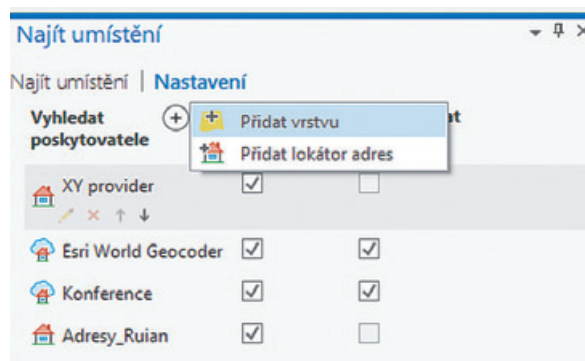 Najít umístění
Najít umístění | Nastavení
Vyhledat
poskytovatele
Přidat vrstvu
Přidat lokátor adres
XY provider
Esri World Geocoder
Konference
Adresy_Ruian